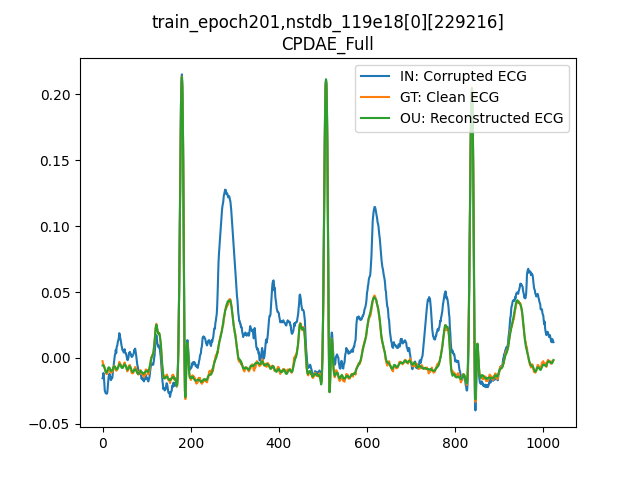 train_epoch201,nstdb_119e18[0][229216]
CPDAE_Full
IN: Corrupted ECG
GT: Clean ECG
OU: Reconstructed ECG
0.20
0.15
0.10
0.05
0.00
−0.05
0 200 400 600 800 1000